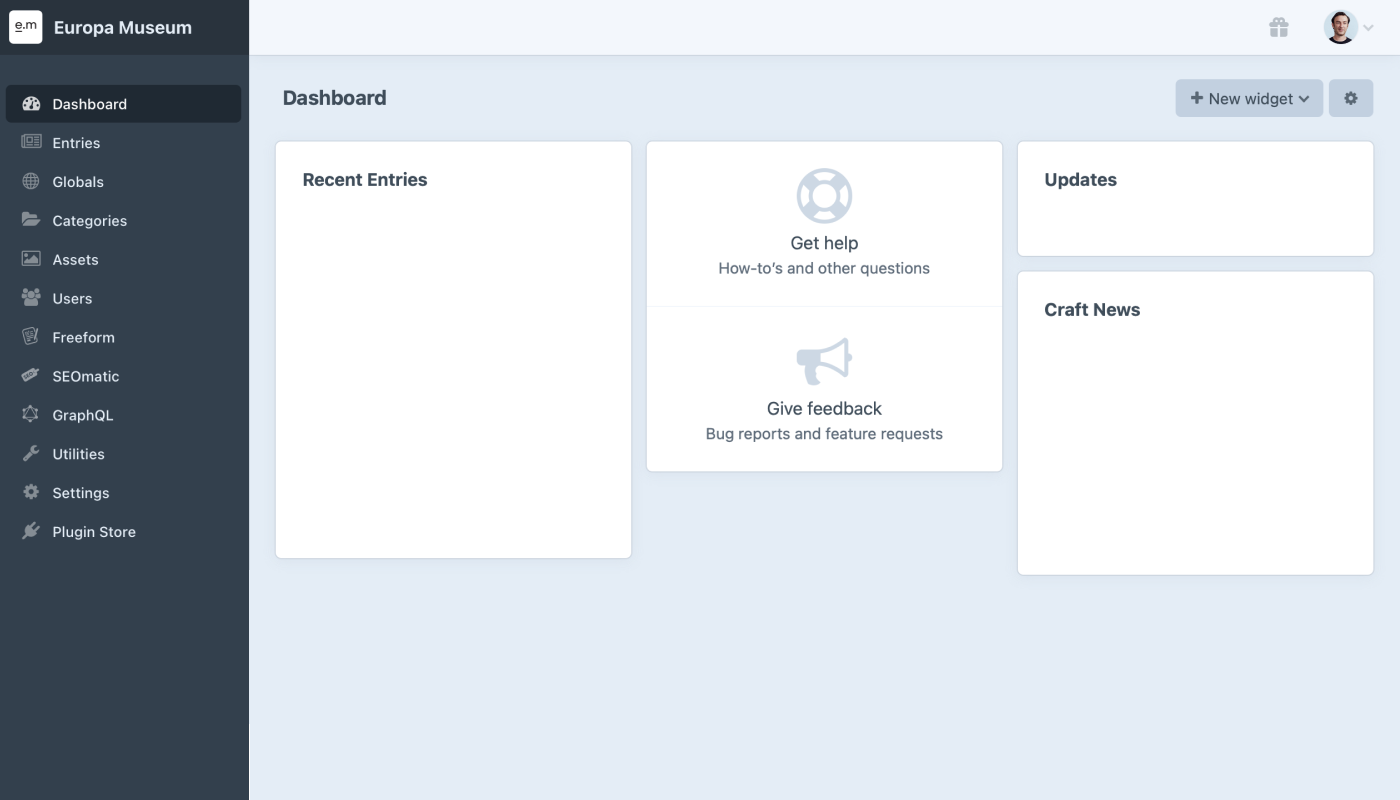 e.m
Europa Museum
Dashboard
Entries
Globals
Categories
Assets
Users
Freeform
SEOmatic
GraphQL
Utilities
Settings
Plugin Store
Dashboard
New widget
Recent Entries
Get help
How-to’s and other questions
Give feedback
Bug reports and feature requests
Updates
Craft News